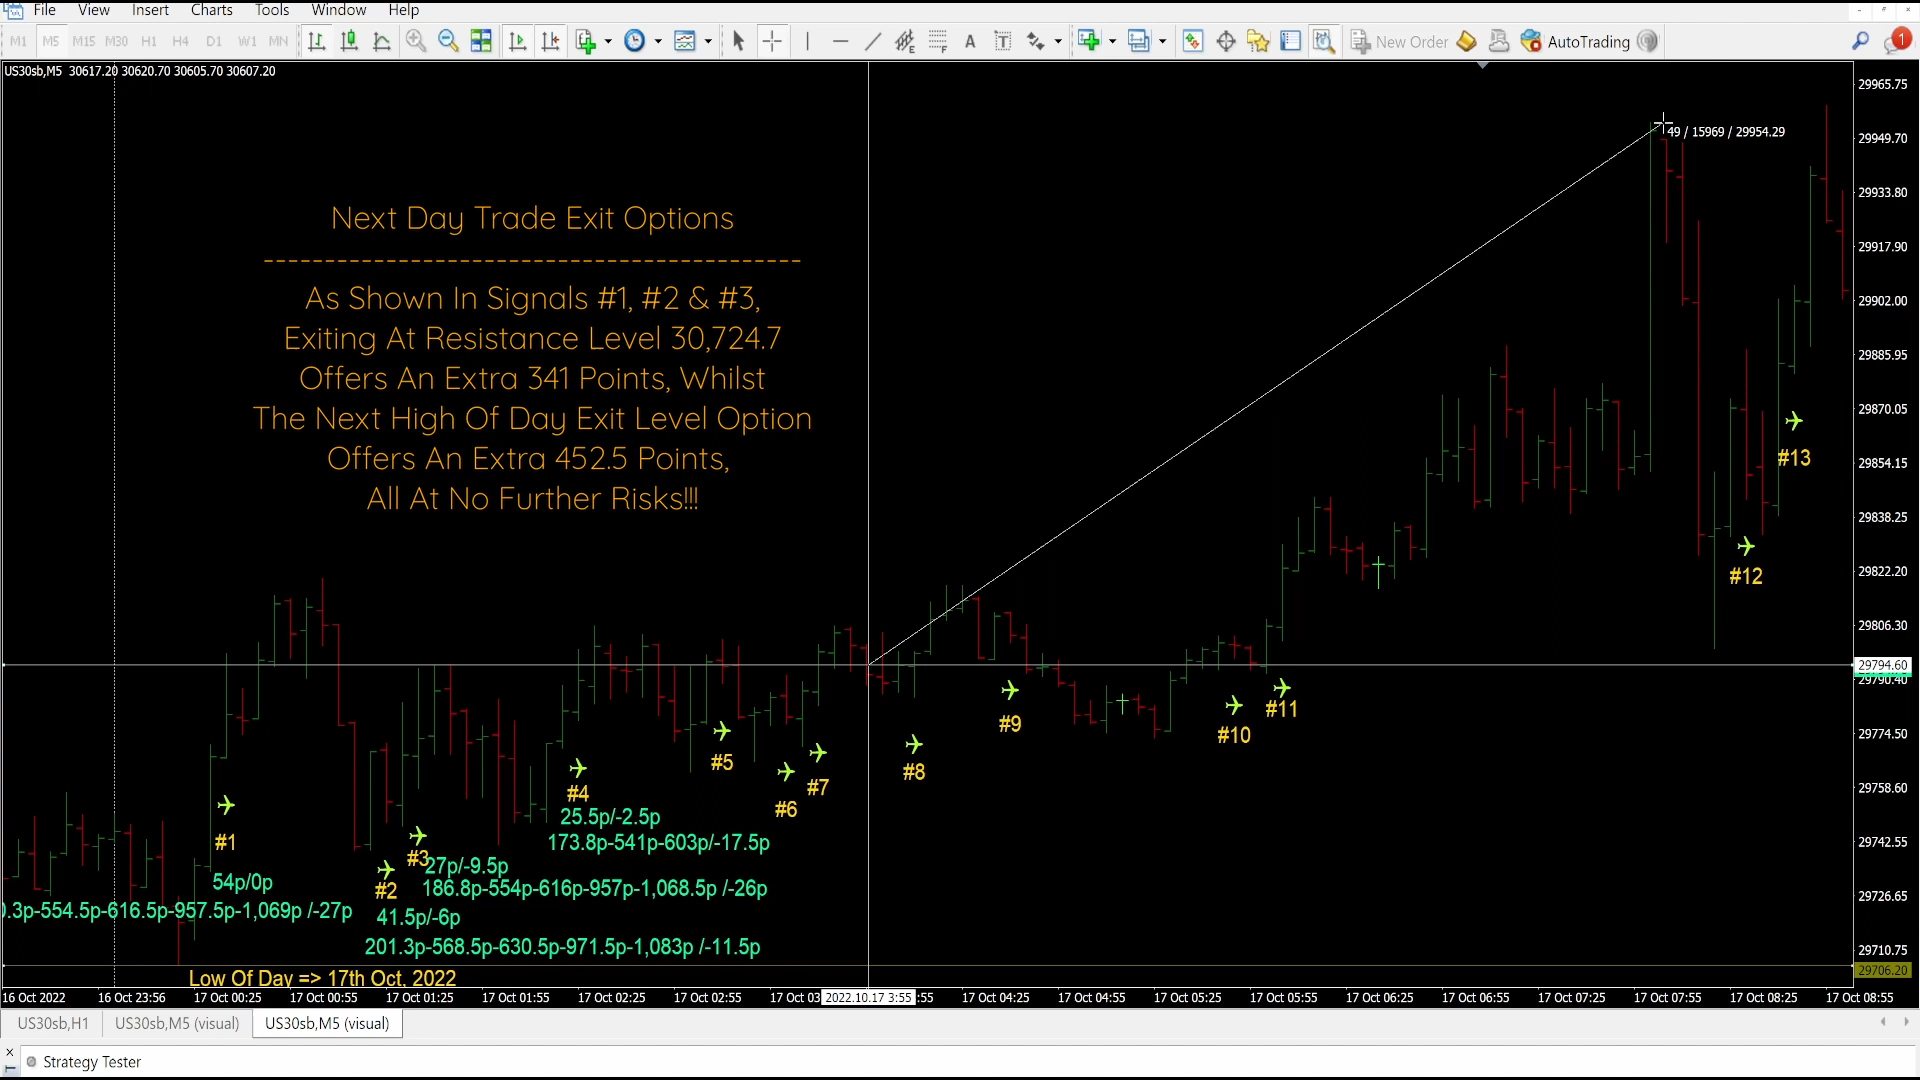 File View Insert Charts Tools Window Help
M1 M5 M15 M30 H1 H4 D1 W1 MN A T New Order AutoTrading 1
US30sb,M5 30617.20 30620.70 30605.70 30607.20
29965.75
49 / 15969 / 29954.29
29949.70
29933.80
Next Day Trade Exit Options
--------------------------------------------
29917.90
As Shown In Signals #1, #2 & #3,
29902.00
Exiting At Resistance Level 30,724.7
29885.95
Offers An Extra 341 Points, Whilst
29870.05
The Next High Of Day Exit Level Option
Offers An Extra 452.5 Points,
#13
29854.15
All At No Further Risks!!!
29838.25
29822.20
#12
29806.30
29794.60
29790.40
#11
#9
#10
29774.50
#5
#8
#7
29758.60
#4
#6
25.5p/-2.5p
#1
173.8p-541p-603p/-17.5p
29742.55
#3
27p/-9.5p
54p/0p
#2
186.8p-554p-616p-957p-1,068.5p /-26p
29726.65
.3p-554.5p-616.5p-957.5p-1,069p /-27p
41.5p/-6p
201.3p-568.5p-630.5p-971.5p-1,083p /-11.5p
29710.75
29706.20
Low Of Day => 17th Oct, 2022
16 Oct 2022 16 Oct 23:56 17 Oct 00:25 17 Oct 00:55 17 Oct 01:25 17 Oct 01:55 17 Oct 02:25 17 Oct 02:55 17 Oct 03 2022.10.17 3:55 :55 17 Oct 04:25 17 Oct 04:55 17 Oct 05:25 17 Oct 05:55 17 Oct 06:25 17 Oct 06:55 17 Oct 07:25 17 Oct 07:55 17 Oct 08:25 17 Oct 08:55
US30sb,H1 US30sb,M5 (visual) US30sb,M5 (visual)
Strategy Tester